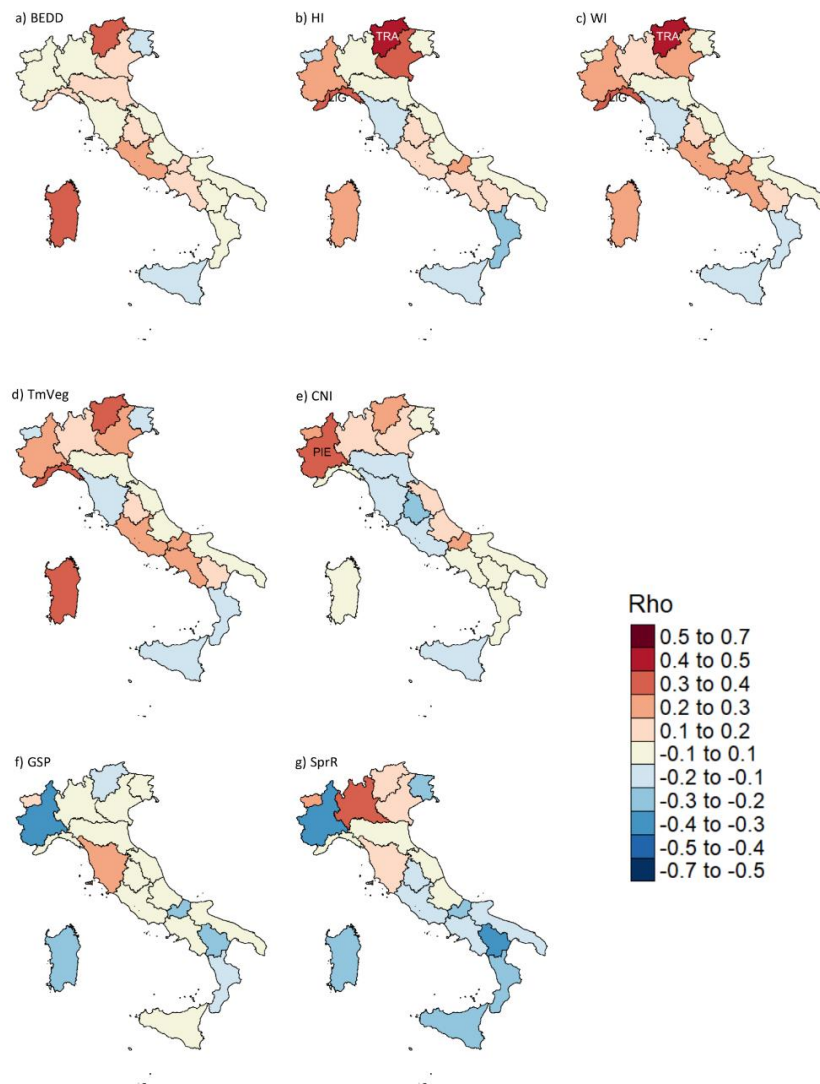 a) BEDD
b) HI
c) WI
TRA
TRA
LIG
LIG
d) TmVeg
e) CNI
PIE
Rho
0.5 to 0.7
0.4 to 0.5
0.3 to 0.4
0.2 to 0.3
0.1 to 0.2
-0.1 to 0.1
-0.2 to -0.1
-0.3 to -0.2
-0.4 to -0.3
-0.5 to -0.4
-0.7 to -0.5
f) GSP
g) SprR